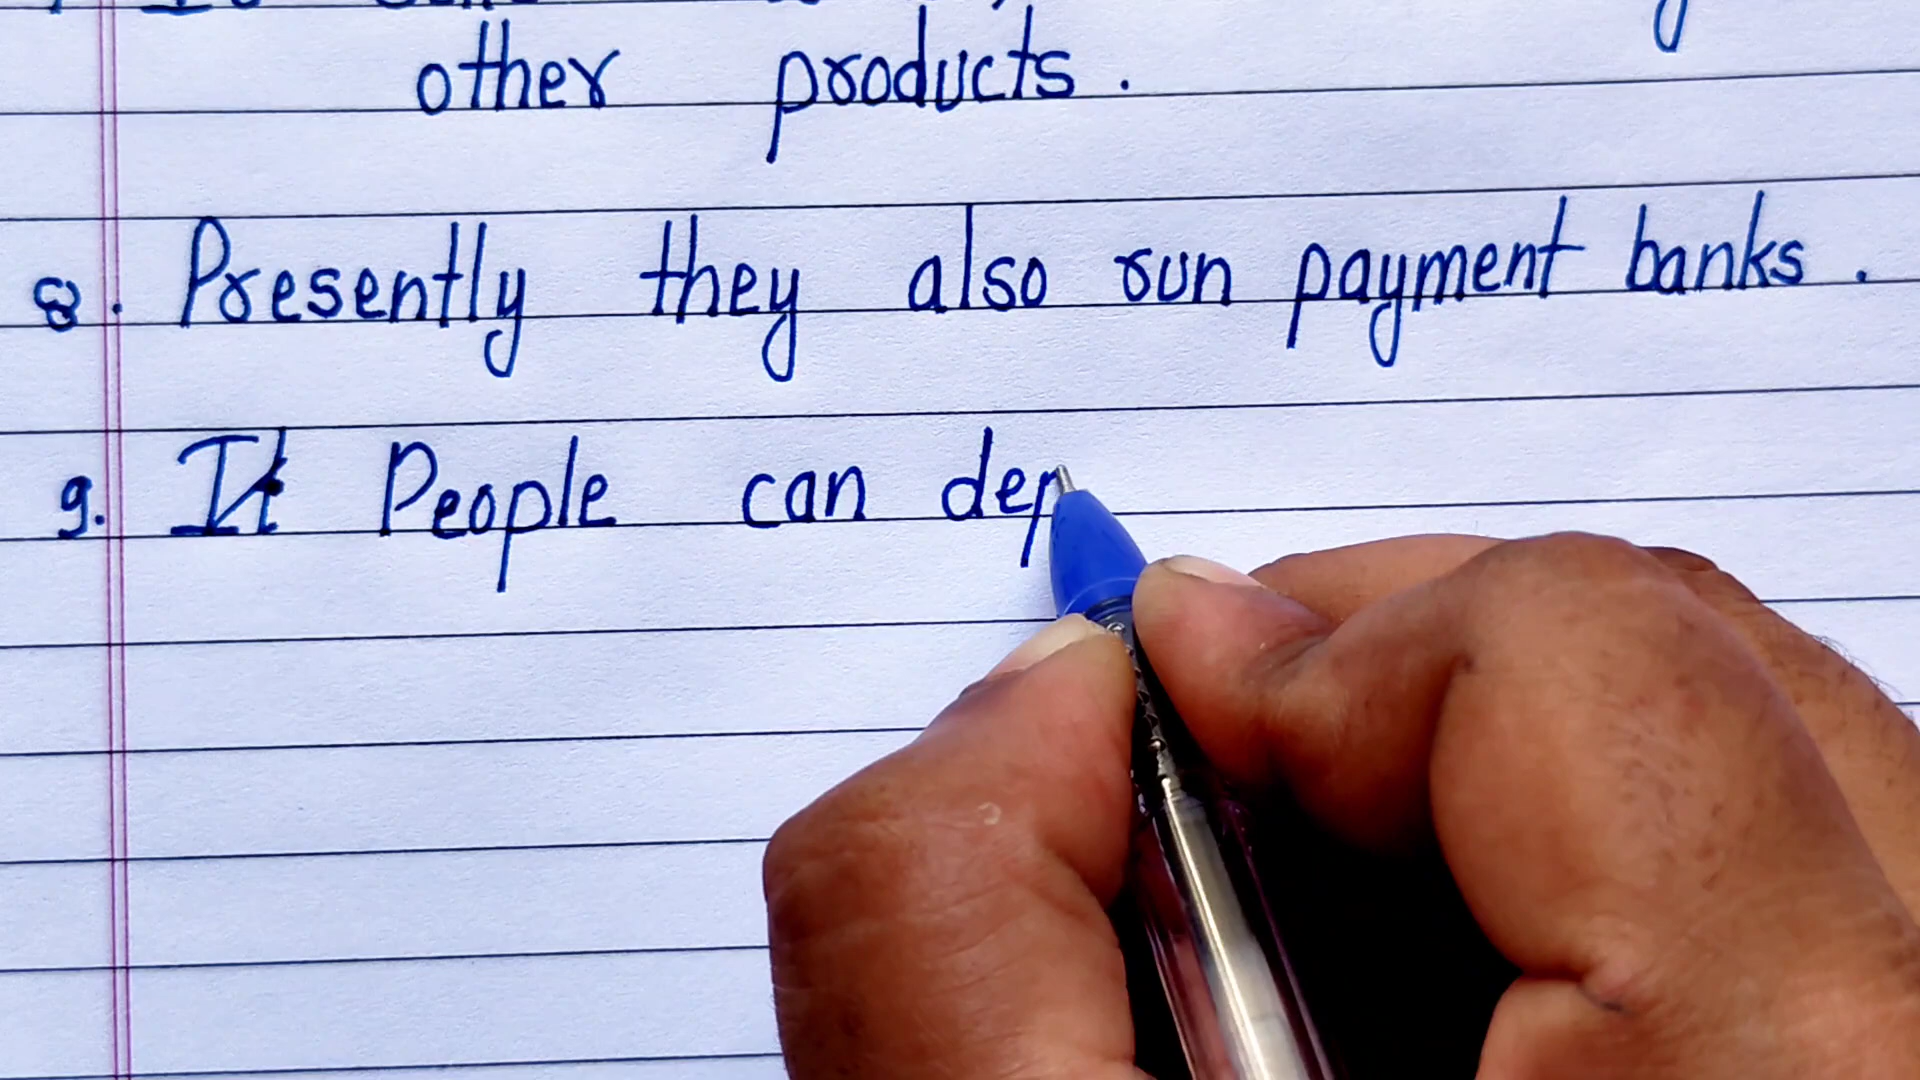 other products.
8. Presently they also run payment banks.
9. It People can dep